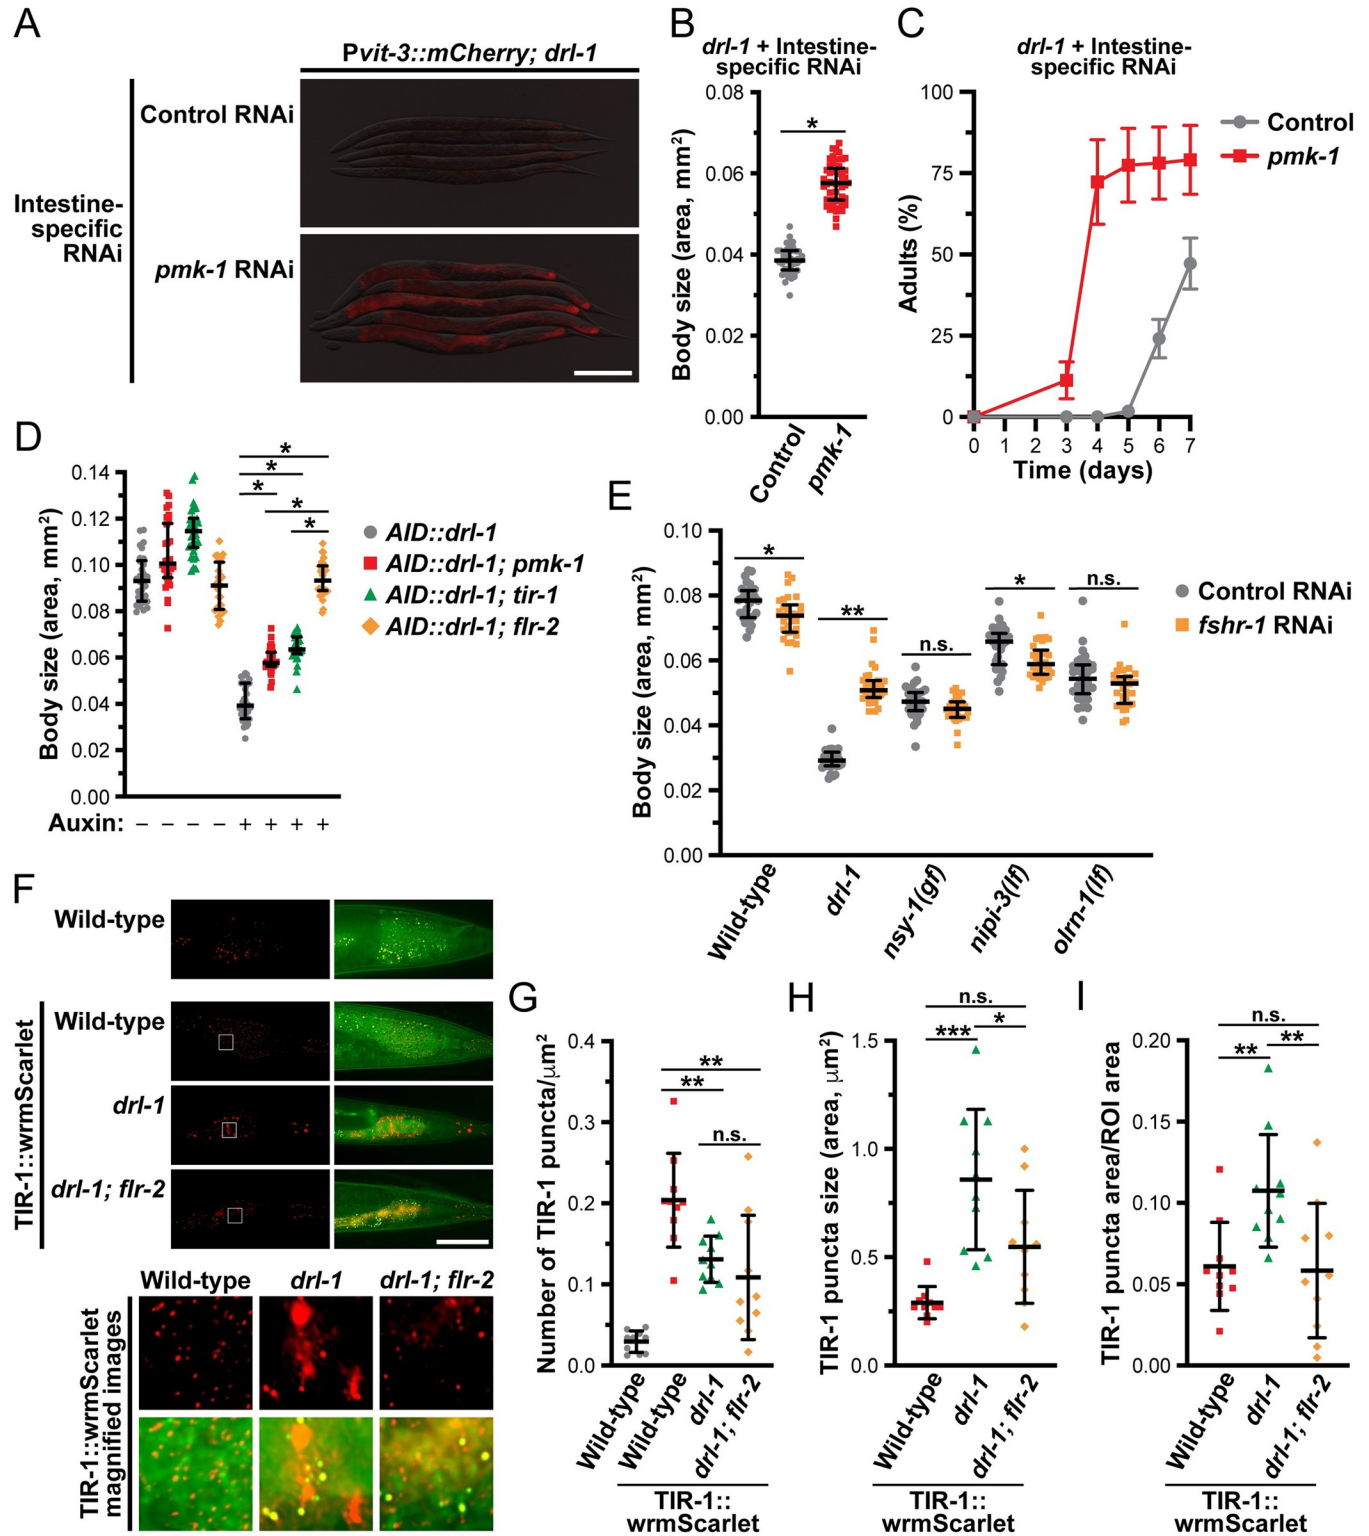 A
Pvit-3::mCherry; drl-1
Control RNAi
Intestine-
specific
RNAi
pmk-1 RNAi
B
drl-1 + Intestine-
specific RNAi
Body size (area, mm²)
0.08
0.06
0.04
0.02
0.00
*
Control
pmk-1
C
drl-1 + Intestine-
specific RNAi
Adults (%)
100
75
50
25
0
0 1 2 3 4 5 6 7
Time (days)
Control
pmk-1
D
Body size (area, mm²)
0.14
0.12
0.10
0.08
0.06
0.04
0.02
0.00
*
*
*
*
*
Auxin: – – – – + + + +
AID::drl-1
AID::drl-1; pmk-1
AID::drl-1; tir-1
AID::drl-1; flr-2
E
Body size (area, mm²)
0.10
0.08
0.06
0.04
0.02
0.00
*
**
n.s.
*
n.s.
Wild-type
drl-1
nsy-1(gf)
nipi-3(lf)
olrn-1(lf)
Control RNAi
fshr-1 RNAi
F
Wild-type
TIR-1::wrmScarlet
Wild-type
drl-1
drl-1; flr-2
Wild-type
drl-1
drl-1; flr-2
TIR-1::wrmScarlet
magnified images
G
Number of TIR-1 puncta/μm²
0.4
0.3
0.2
0.1
0.0
**
**
n.s.
Wild-type
Wild-type
drl-1
drl-1; flr-2
TIR-1::
wrmScarlet
H
TIR-1 puncta size (area, μm²)
1.5
1.0
0.5
0.0
n.s.
***
*
Wild-type
drl-1
drl-1; flr-2
TIR-1::
wrmScarlet
I
TIR-1 puncta area/ROI area
0.20
0.15
0.10
0.05
0.00
n.s.
**
**
Wild-type
drl-1
drl-1; flr-2
TIR-1::
wrmScarlet